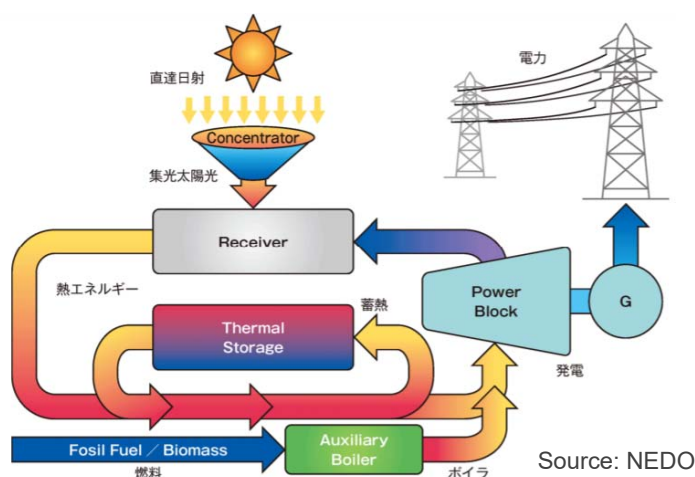 電力
直達日射
Concentrator
集光太陽光
Receiver
熱エネルギー
蓄熱
Thermal
Storage
Power
Block
G
発電
Fosil Fuel／Biomass
燃料
Auxiliary
Boiler
ボイラ
Source: NEDO